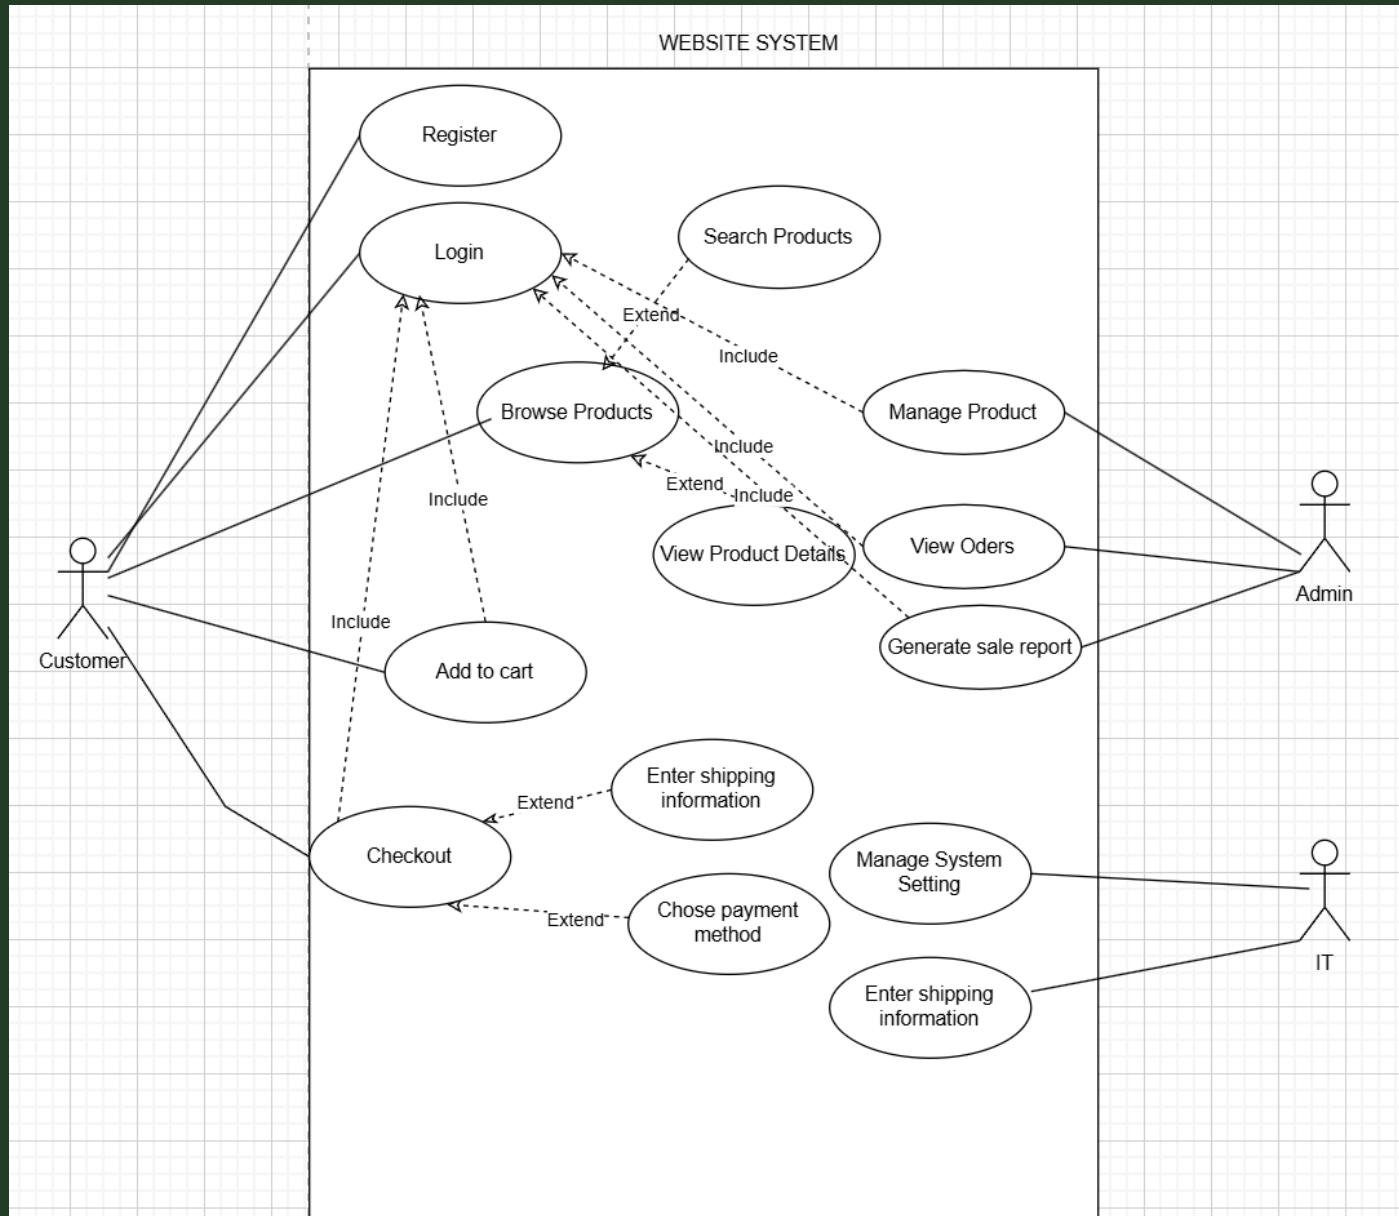 WEBSITE SYSTEM
Register
Search Products
Login
Extend
Include
Browse Products
Manage Product
Include
Extend
Include
Include
View Product Details
View Oders
Admin
Include
Generate sale report
Customer
Add to cart
Enter shipping
information
Extend
Checkout
Manage System
Setting
Chose payment
method
Extend
IT
Enter shipping
information